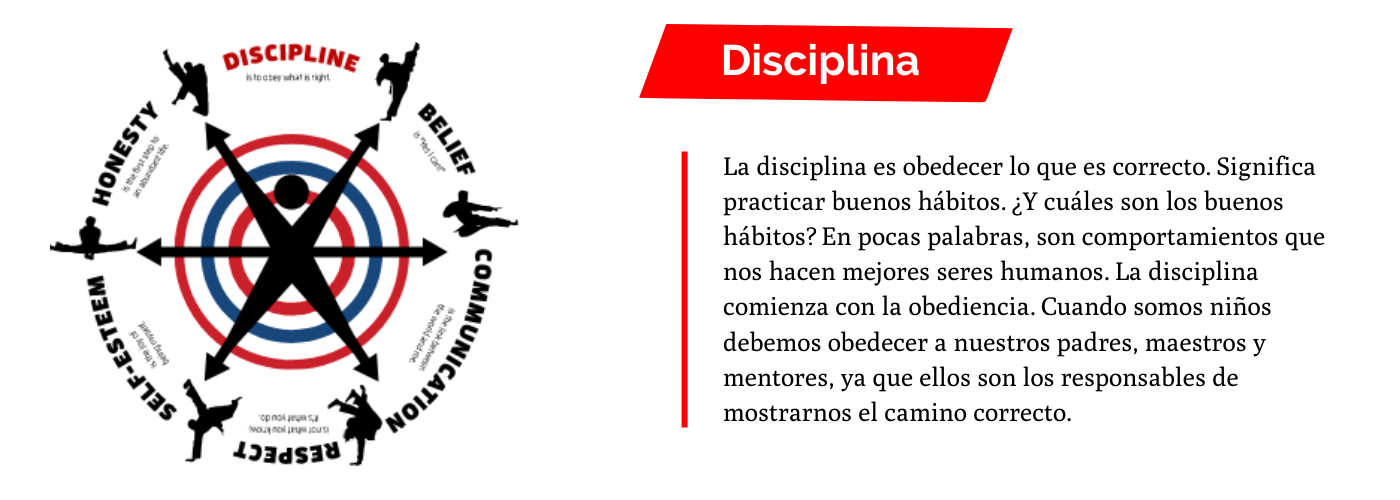 DISCIPLINE
is to obey what is right.
BELIEF
is "Yes I can!"
COMMUNICATION
is the link between
the world and me.
RESPECT
is not what you know,
it's what you do.
SELF-ESTEEM
is the joy of
being myself.
HONESTY
is the first step to
an abundant life.
Disciplina
La disciplina es obedecer lo que es correcto. Significa
practicar buenos hábitos. ¿Y cuáles son los buenos
hábitos? En pocas palabras, son comportamientos que
nos hacen mejores seres humanos. La disciplina
comienza con la obediencia. Cuando somos niños
debemos obedecer a nuestros padres, maestros y
mentores, ya que ellos son los responsables de
mostrarnos el camino correcto.